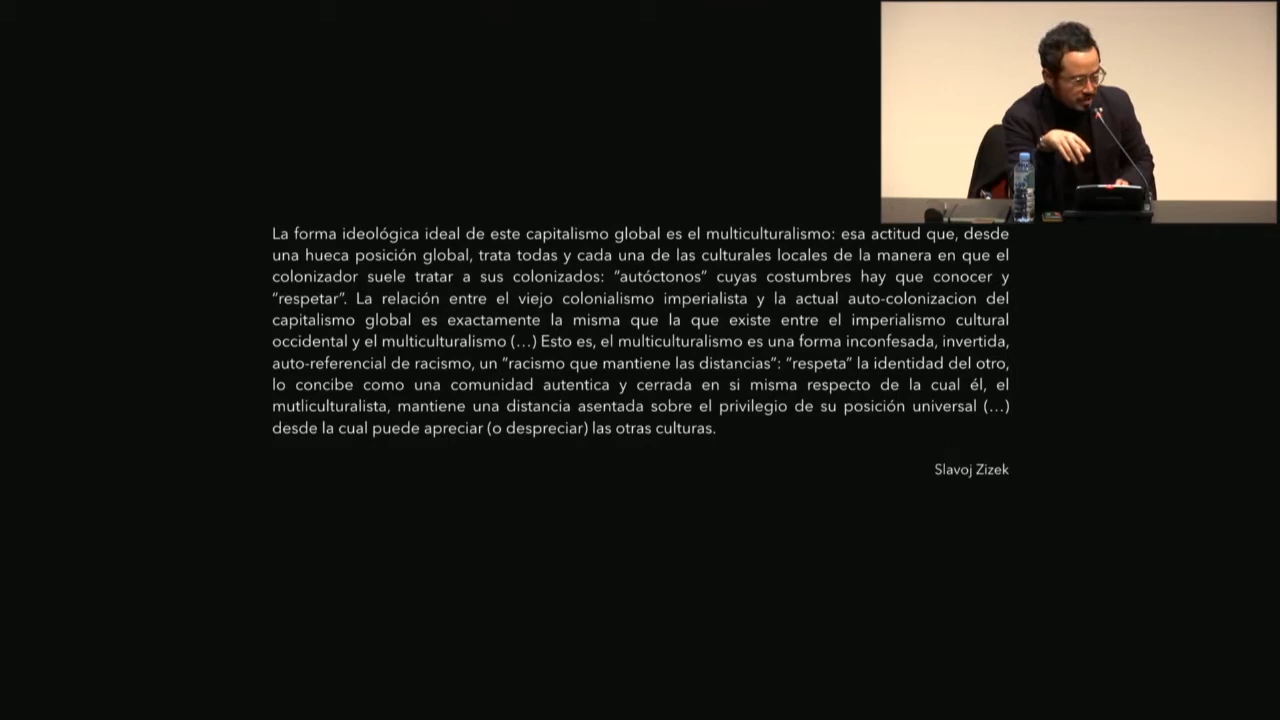 La forma ideológica ideal de este capitalismo global es el multiculturalismo: esa actitud que, desde
una hueca posición global, trata todas y cada una de las culturales locales de la manera en que el
colonizador suele tratar a sus colonizados: “autóctonos” cuyas costumbres hay que conocer y
“respetar”. La relación entre el viejo colonialismo imperialista y la actual auto-colonizacion del
capitalismo global es exactamente la misma que la que existe entre el imperialismo cultural
occidental y el multiculturalismo (…) Esto es, el multiculturalismo es una forma inconfesada, invertida,
auto-referencial de racismo, un “racismo que mantiene las distancias”: “respeta” la identidad del otro,
lo concibe como una comunidad autentica y cerrada en si misma respecto de la cual él, el
mutliculturalista, mantiene una distancia asentada sobre el privilegio de su posición universal (…)
desde la cual puede apreciar (o despreciar) las otras culturas.
Slavoj Zizek